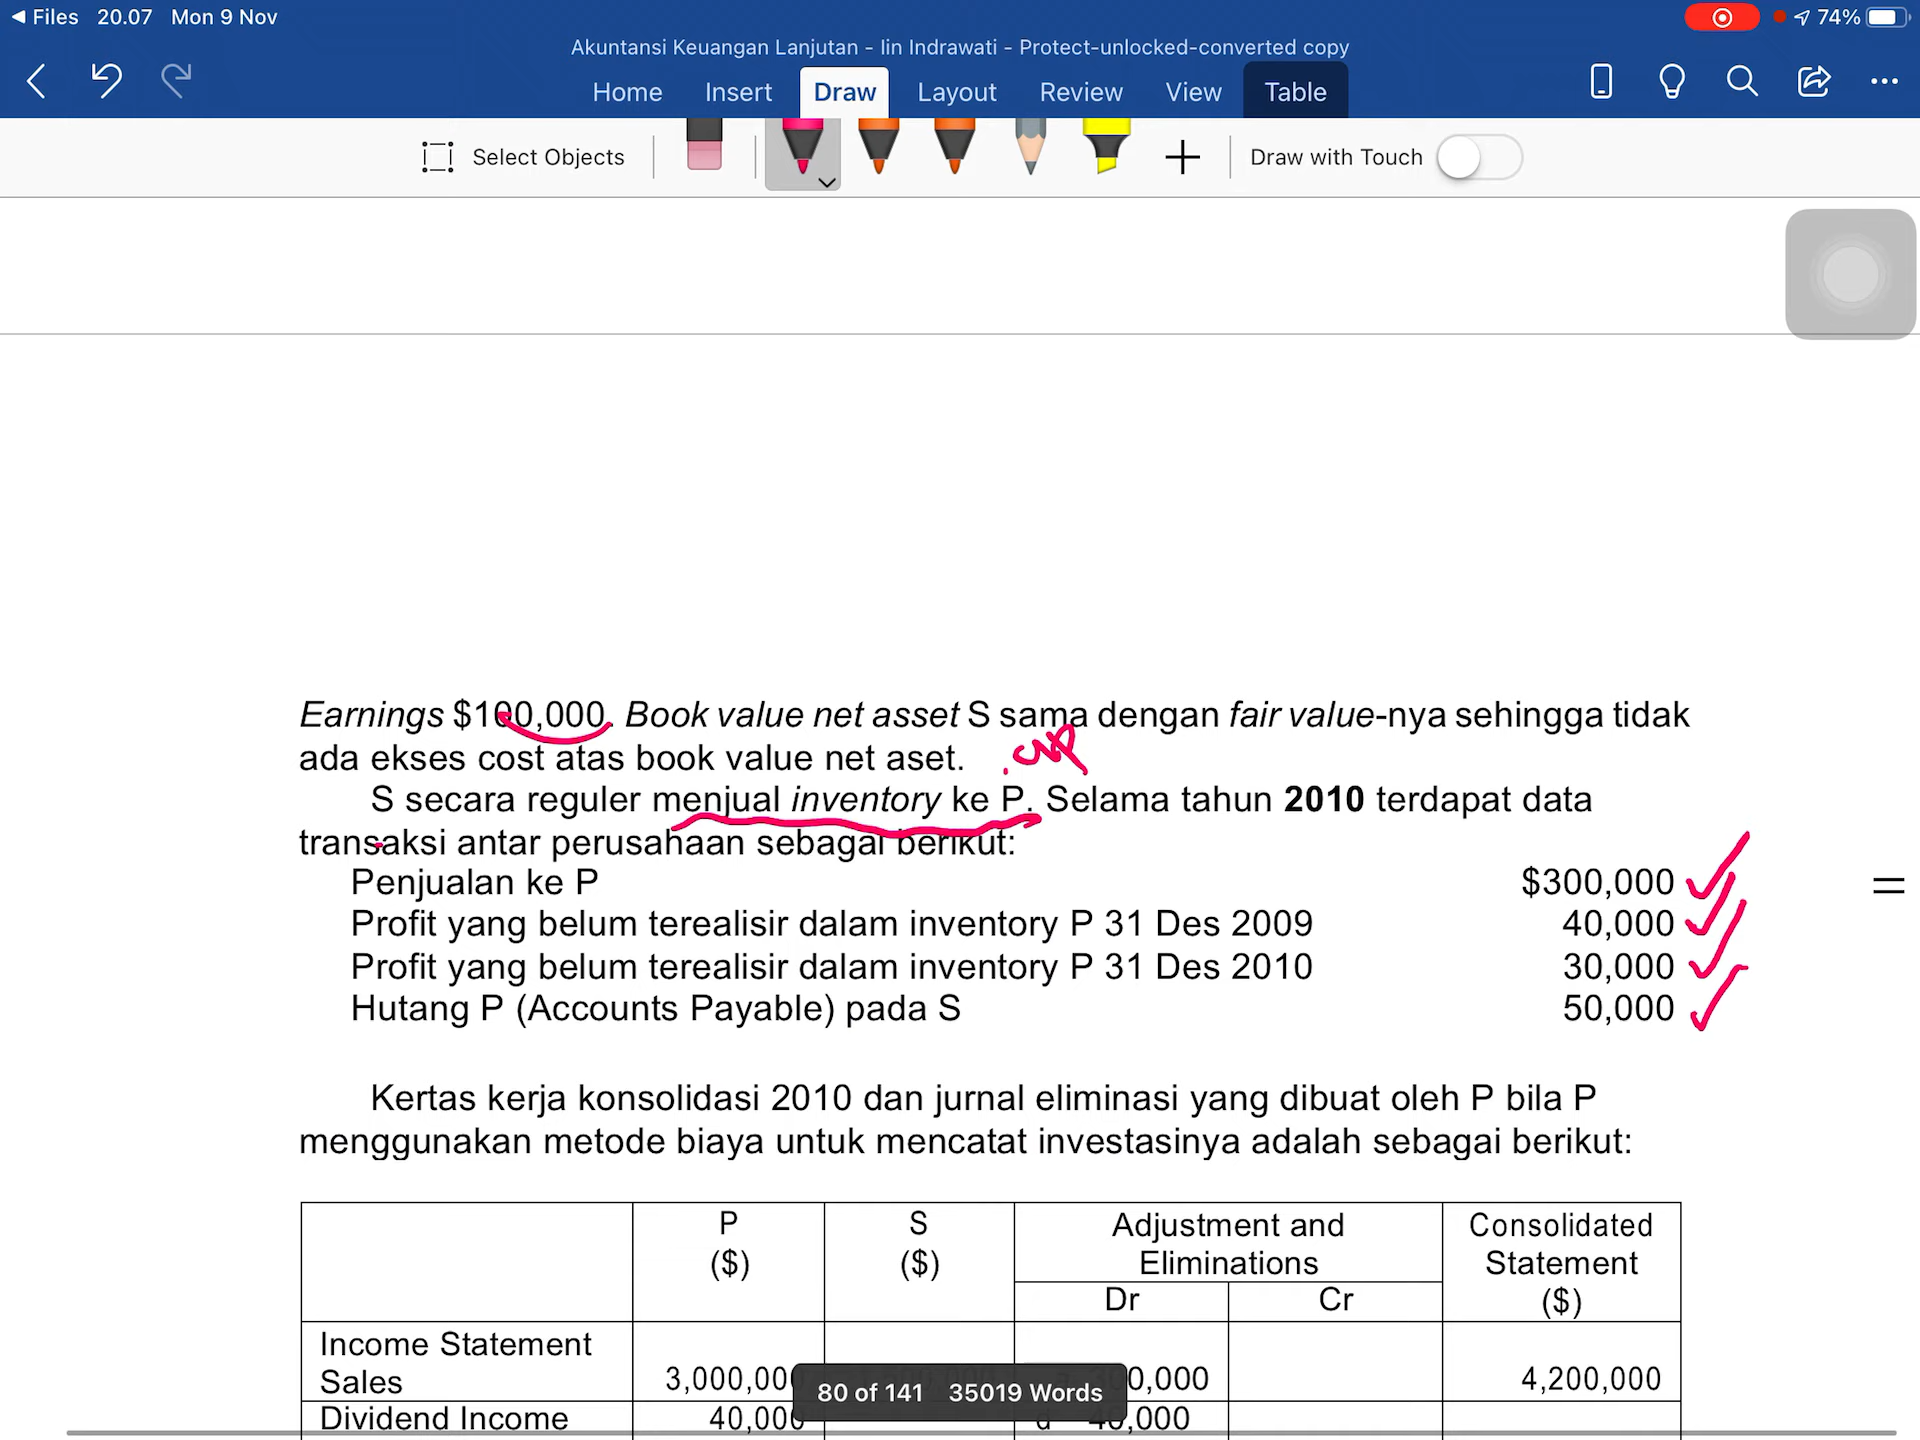 Files 20.07 Mon 9 Nov 74%
Akuntansi Keuangan Lanjutan - Iin Indrawati - Protect-unlocked-converted copy
Home Insert Draw Layout Review View Table
Select Objects Draw with Touch
Earnings $100,000. Book value net asset S sama dengan fair value-nya sehingga tidak
ada ekses cost atas book value net aset.
S secara reguler menjual inventory ke P. Selama tahun 2010 terdapat data
transaksi antar perusahaan sebagai berikut:
Penjualan ke P $300,000 =
Profit yang belum terealisir dalam inventory P 31 Des 2009 40,000
Profit yang belum terealisir dalam inventory P 31 Des 2010 30,000
Hutang P (Accounts Payable) pada S 50,000
Kertas kerja konsolidasi 2010 dan jurnal eliminasi yang dibuat oleh P bila P
menggunakan metode biaya untuk mencatat investasinya adalah sebagai berikut:
P S Adjustment and Consolidated
($) ($) Eliminations Statement
Dr Cr ($)
Income Statement
Sales 3,000,000 4,200,000
80 of 141 35019 Words
Dividend Income 40,000 d 40,000